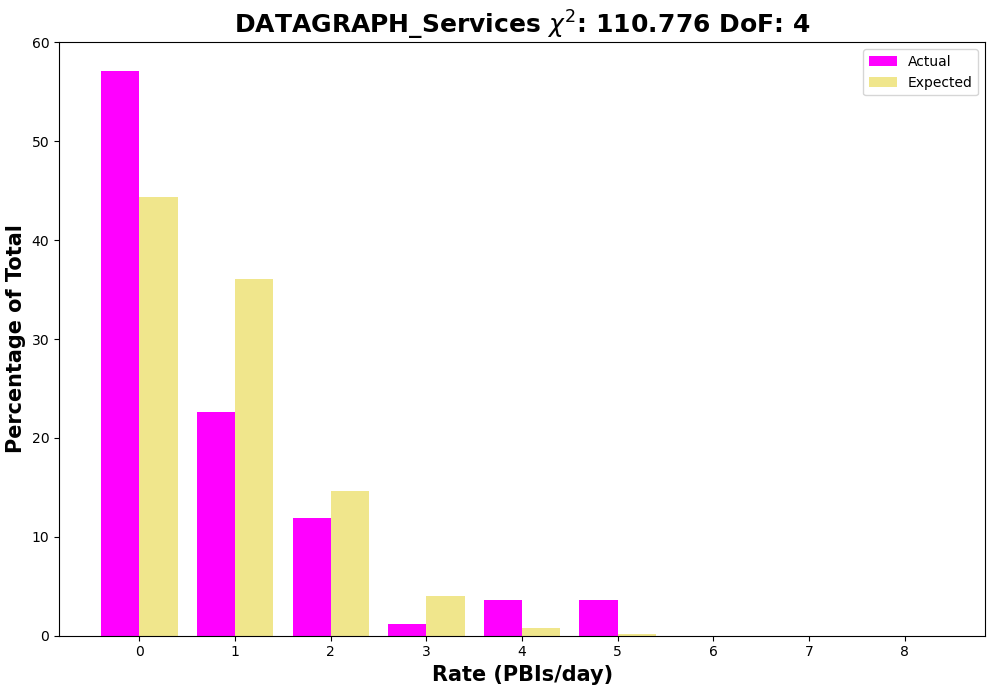 DATAGRAPH_Services χ²: 110.776 DoF: 4
Actual
Expected
Percentage of Total
60
50
40
30
20
10
0
0 1 2 3 4 5 6 7 8
Rate (PBIs/day)